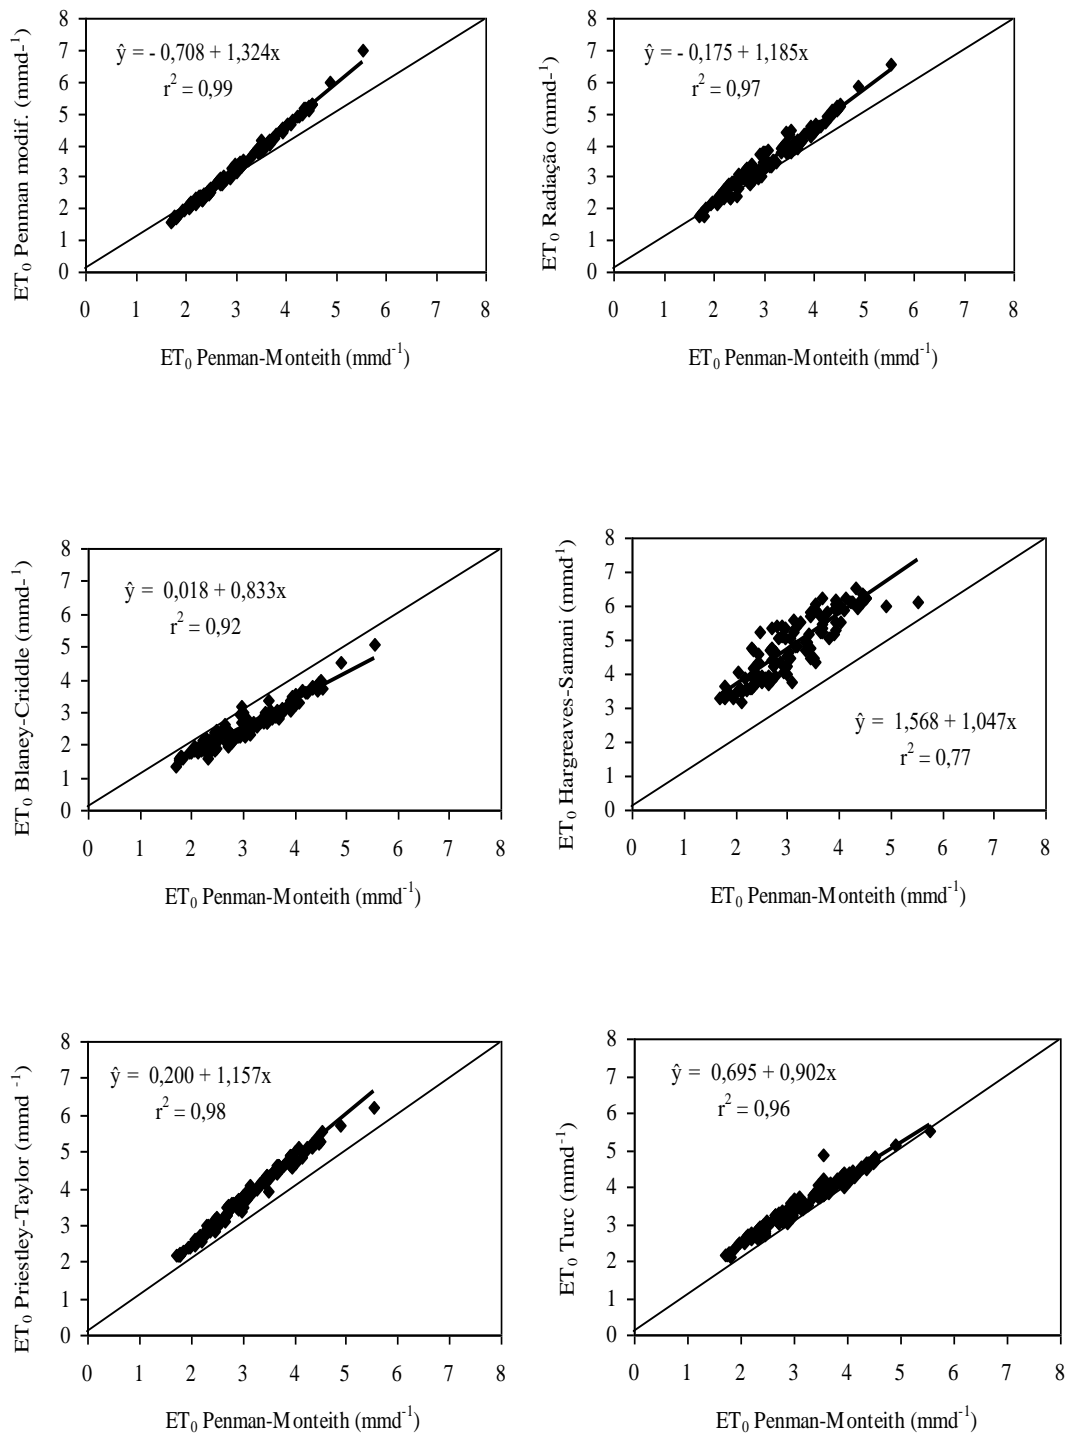 ŷ = - 0,708 + 1,324x
r² = 0,99
ET₀ Penman modif. (mmd-¹)
8
7
6
5
4
3
2
1
0
0 1 2 3 4 5 6 7 8
ET₀ Penman-Monteith (mmd⁻¹)
ŷ = -0,175 + 1,185x
r² = 0,97
ET₀ Radiação (mmd-¹)
8
7
6
5
4
3
2
1
0
0 1 2 3 4 5 6 7 8
ET₀ Penman-Monteith (mmd⁻¹)
ŷ = 0,018 + 0,833x
r² = 0,92
ET₀ Blaney-Criddle (mmd-¹)
8
7
6
5
4
3
2
1
0
0 1 2 3 4 5 6 7 8
ET₀ Penman-Monteith (mmd⁻¹)
ŷ = 1,568 + 1,047x
r² = 0,77
ET₀ Hargreaves-Samani (mmd⁻¹)
8
7
6
5
4
3
2
1
0
0 1 2 3 4 5 6 7 8
ET₀ Penman-Monteith (mmd⁻¹)
ŷ = 0,200 + 1,157x
r² = 0,98
ET₀ Priestley-Taylor (mmd ⁻¹)
8
7
6
5
4
3
2
1
0
0 1 2 3 4 5 6 7 8
ET₀ Penman-Monteith (mmd⁻¹)
ŷ = 0,695 + 0,902x
r² = 0,96
ET₀ Turc (mmd⁻¹)
8
7
6
5
4
3
2
1
0
0 1 2 3 4 5 6 7 8
ET₀ Penman-Monteith (mmd⁻¹)